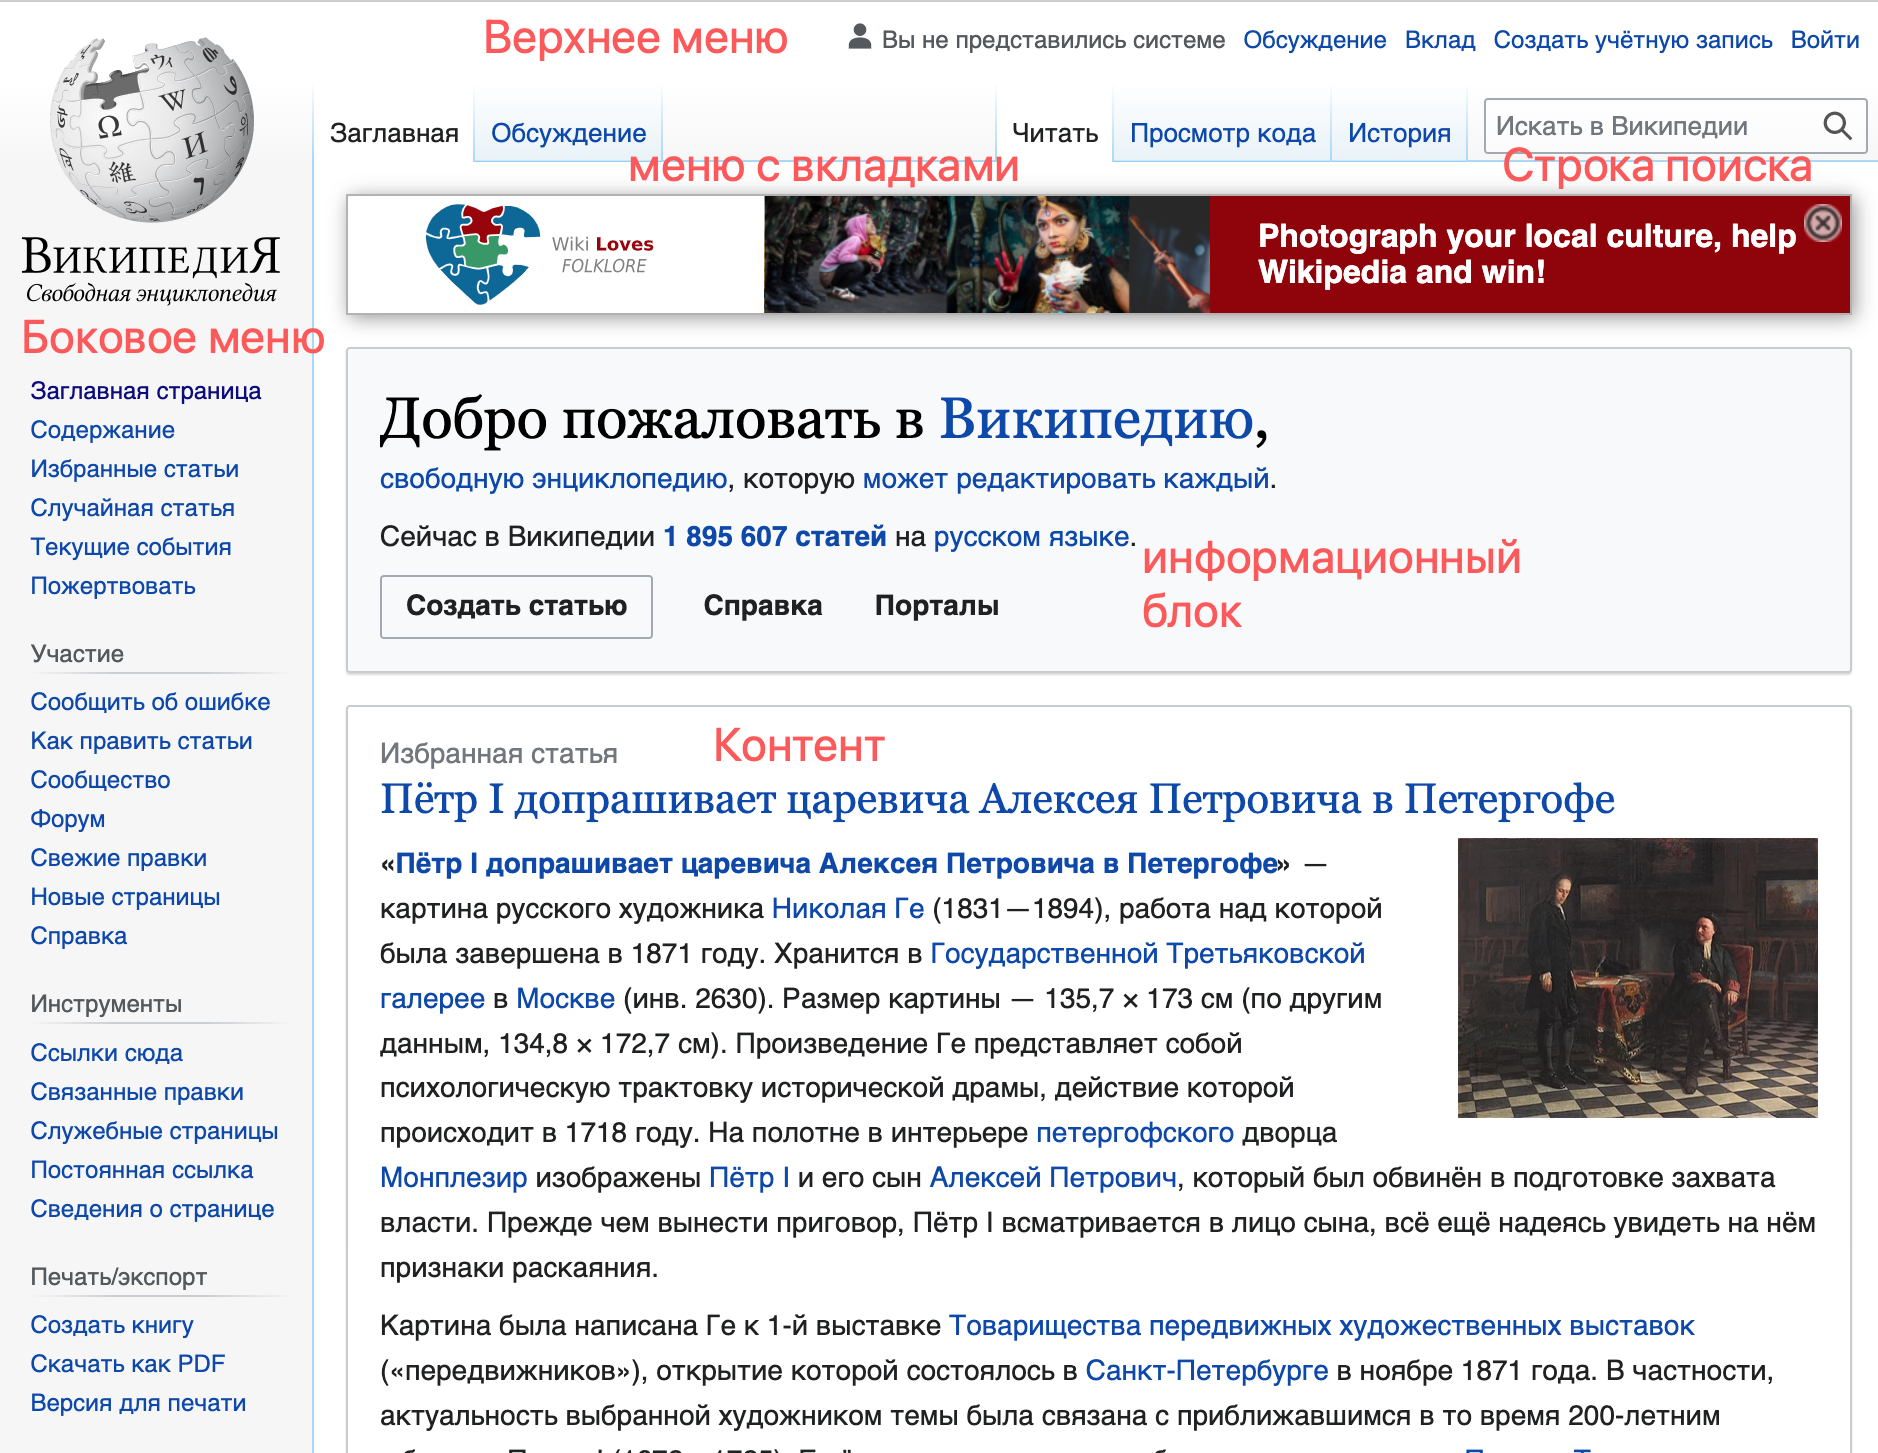 Верхнее меню
Вы не представились системе Обсуждение Вклад Создать учётную запись Войти
Заглавная Обсуждение Читать Просмотр кода История Искать в Википедии
меню с вкладками
Строка поиска
ВИКИПЕДИЯ
Свободная энциклопедия
Wiki Loves
FOLKLORE
Photograph your local culture, help
Wikipedia and win!
Боковое меню
Заглавная страница
Содержание
Избранные статьи
Случайная статья
Текущие события
Пожертвовать
Участие
Сообщить об ошибке
Как править статьи
Сообщество
Форум
Свежие правки
Новые страницы
Справка
Инструменты
Ссылки сюда
Связанные правки
Служебные страницы
Постоянная ссылка
Сведения о странице
Печать/экспорт
Создать книгу
Скачать как PDF
Версия для печати
Добро пожаловать в Википедию,
свободную энциклопедию, которую может редактировать каждый.
Сейчас в Википедии 1 895 607 статей на русском языке.
информационный
блок
Создать статью Справка Порталы
Контент
Избранная статья
Пётр I допрашивает царевича Алексея Петровича в Петергофе
«Пётр I допрашивает царевича Алексея Петровича в Петергофе» —
картина русского художника Николая Ге (1831—1894), работа над которой
была завершена в 1871 году. Хранится в Государственной Третьяковской
галерее в Москве (инв. 2630). Размер картины — 135,7 × 173 см (по другим
данным, 134,8 × 172,7 см). Произведение Ге представляет собой
психологическую трактовку исторической драмы, действие которой
происходит в 1718 году. На полотне в интерьере петергофского дворца
Монплезир изображены Пётр I и его сын Алексей Петрович, который был обвинён в подготовке захвата
власти. Прежде чем вынести приговор, Пётр I всматривается в лицо сына, всё ещё надеясь увидеть на нём
признаки раскаяния.
Картина была написана Ге к 1-й выставке Товарищества передвижных художественных выставок
(«передвижников»), открытие которой состоялось в Санкт-Петербурге в ноябре 1871 года. В частности,
актуальность выбранной художником темы была связана с приближавшимся в то время 200-летним